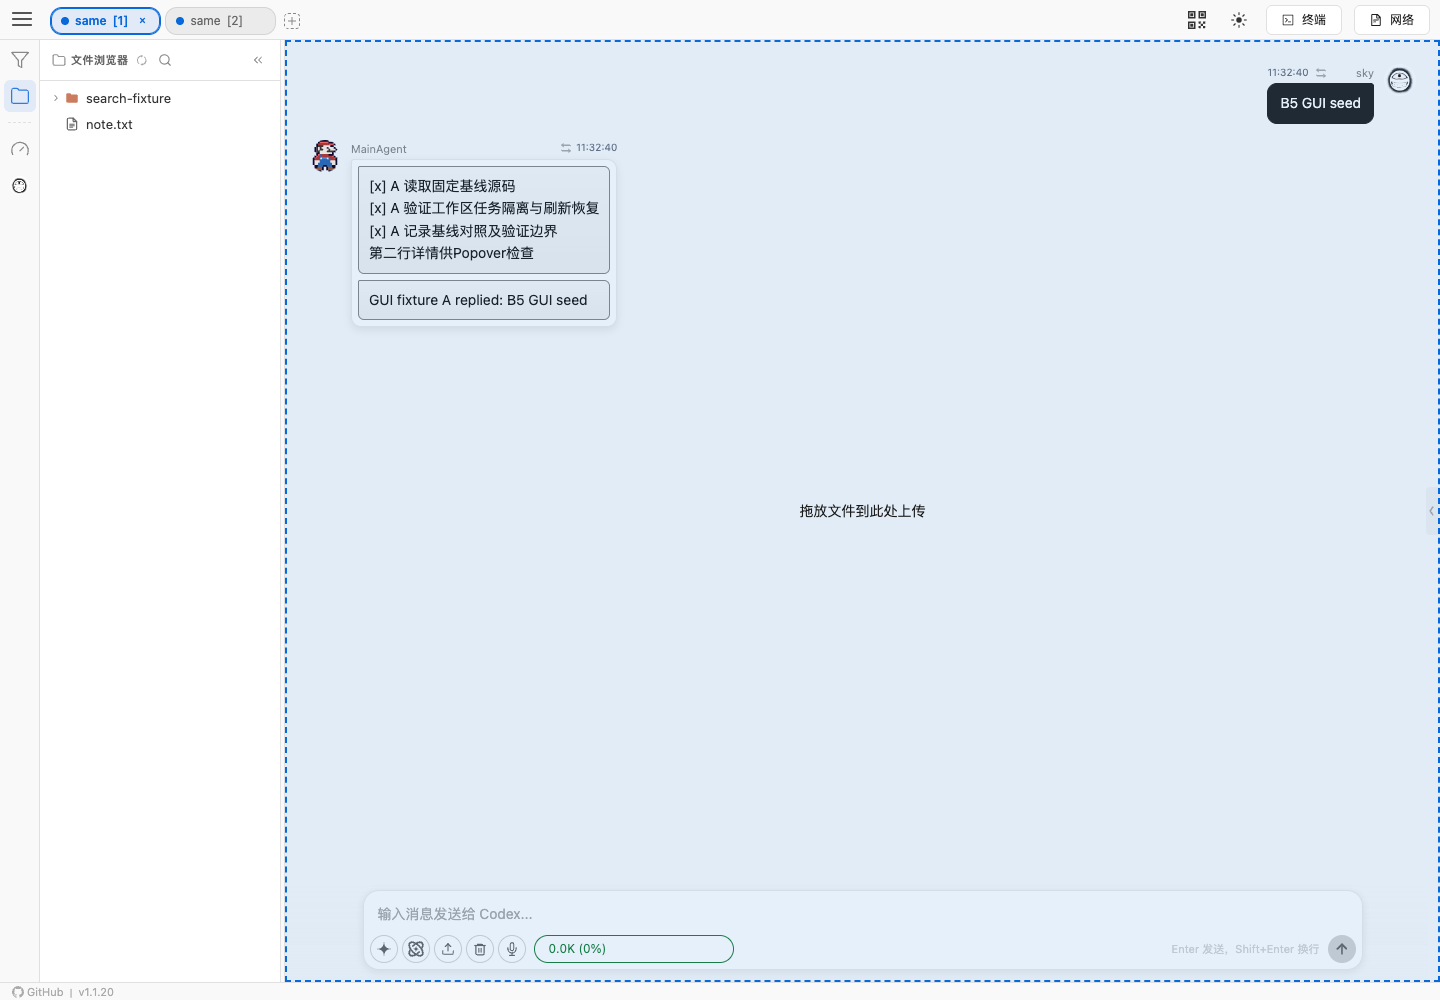 same [1] ×
same [2]
终端
网络
文件浏览器
search-fixture
note.txt
11:32:40
sky
B5 GUI seed
MainAgent
11:32:40
[x] A 读取固定基线源码
[x] A 验证工作区任务隔离与刷新恢复
[x] A 记录基线对照及验证边界
第二行详情供Popover检查
GUI fixture A replied: B5 GUI seed
拖放文件到此处上传
输入消息发送给 Codex...
0.0K (0%)
Enter 发送，Shift+Enter 换行
GitHub | v1.1.20